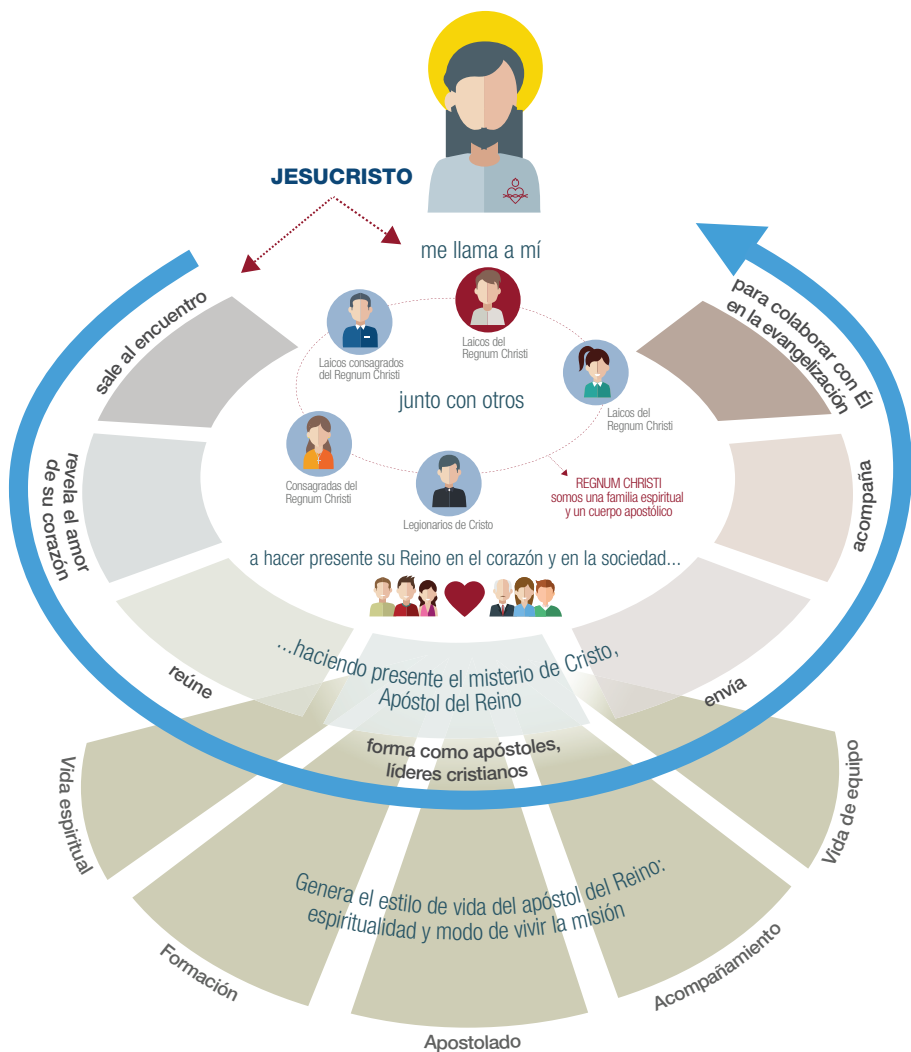 JESUCRISTO
me llama a mí
sale al encuentro
para colaborar con Él
en la evangelización
Laicos consagrados
del Regnum Christi
Laicos del
Regnum Christi
junto con otros
Laicos del
Regnum Christi
revela el amor
de su corazón
acompaña
Consagradas del
Regnum Christi
Legionarios de Cristo
REGNUM CHRISTI
somos una familia espiritual
y un cuerpo apostólico
a hacer presente su Reino en el corazón y en la sociedad...
...haciendo presente el misterio de Cristo,
Apóstol del Reino
reúne
envía
forma como apóstoles,
líderes cristianos
Vida espiritual
Vida de equipo
Genera el estilo de vida del apóstol del Reino:
espiritualidad y modo de vivir la misión
Formación
Acompañamiento
Apostolado